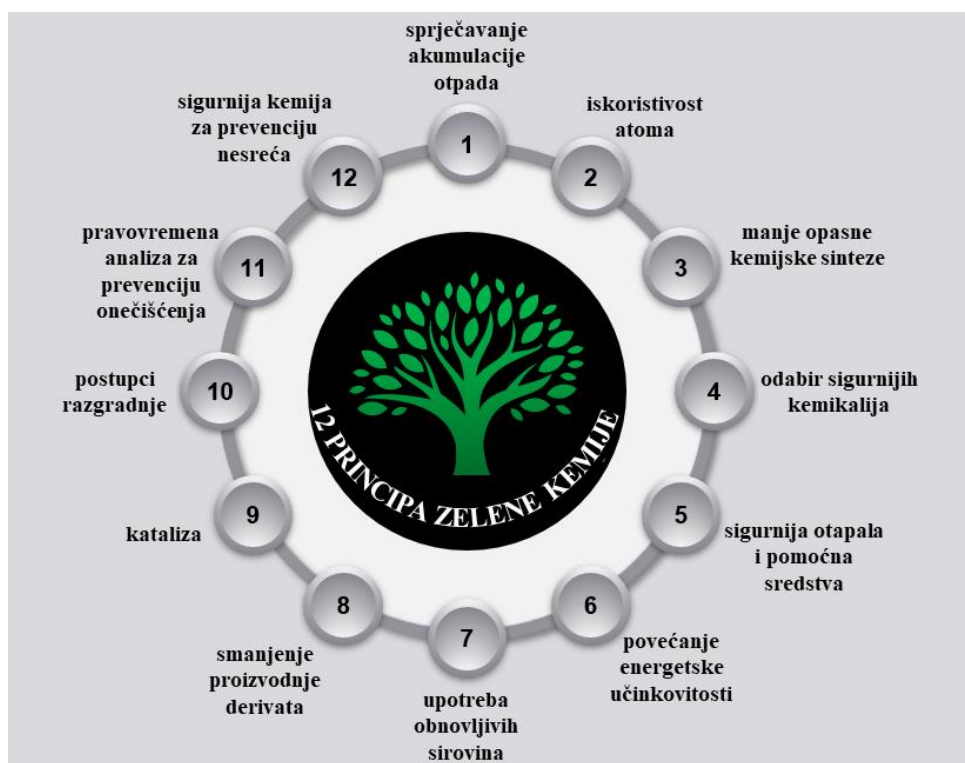 sprječavanje
akumulacije
otpada
1
iskoristivost
atoma
2
manje opasne
kemijske sinteze
3
odabir sigurnijih
kemikalija
4
sigurnija otapala
i pomoćna
sredstva
5
povećanje
energetske
učinkovitosti
6
upotreba
obnovljivih
sirovina
7
smanjenje
proizvodnje
derivata
8
kataliza
9
postupci
razgradnje
10
pravovremena
analiza za
prevenciju
onečišćenja
11
sigurnija kemija
za prevenciju
nesreća
12
12 PRINCIPA ZELENE KEMIJE